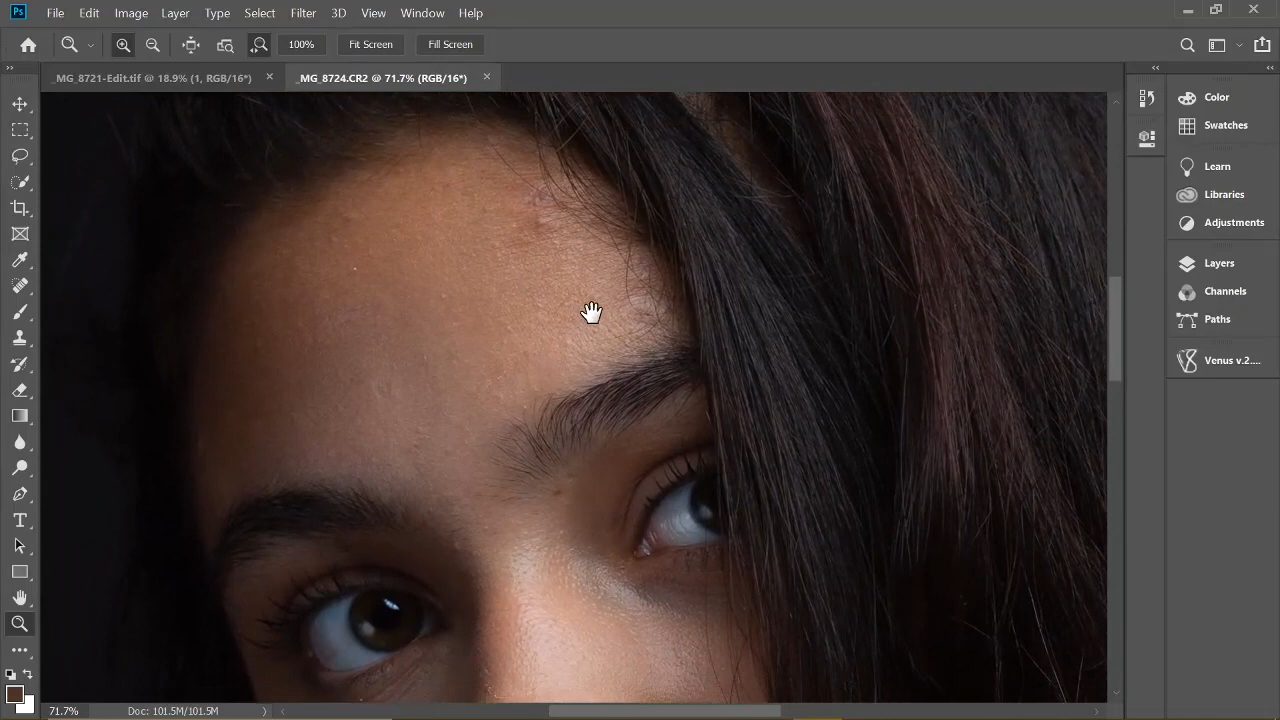 Ps File Edit Image Layer Type Select Filter 3D View Window Help
100% Fit Screen Fill Screen
_MG_8721-Edit.tif @ 18.9% (1, RGB/16*) _MG_8724.CR2 @ 71.7% (RGB/16*)
Color
Swatches
Learn
Libraries
Adjustments
Layers
Channels
Paths
Venus v.2....
71.7% Doc: 101.5M/101.5M